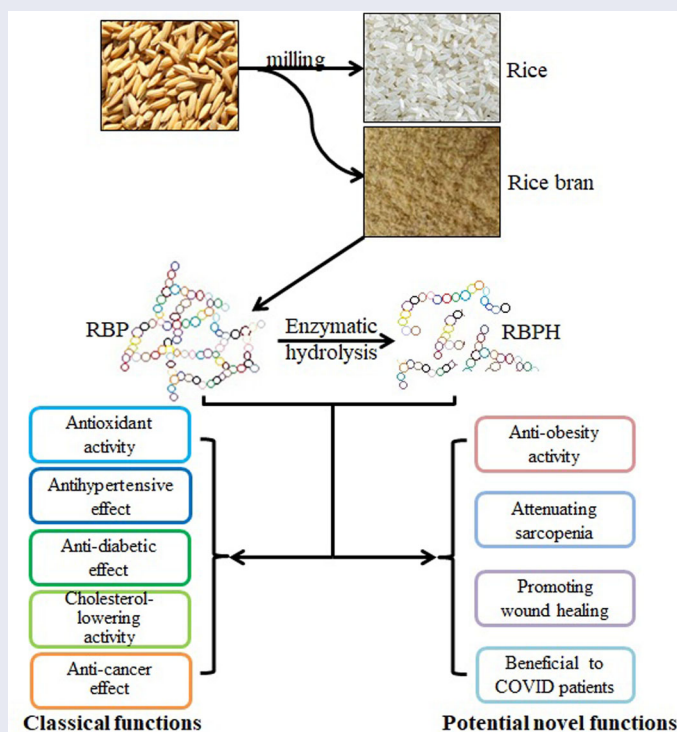 milling
Rice
Rice bran
RBP
Enzymatic
hydrolysis
RBPH
Antioxidant
activity
Antihypertensive
effect
Anti-diabetic
effect
Cholesterol-
lowering
activity
Anti-cancer
effect
Classical functions
Anti-obesity
activity
Attenuating
sarcopenia
Promoting
wound healing
Beneficial to
COVID patients
Potential novel functions